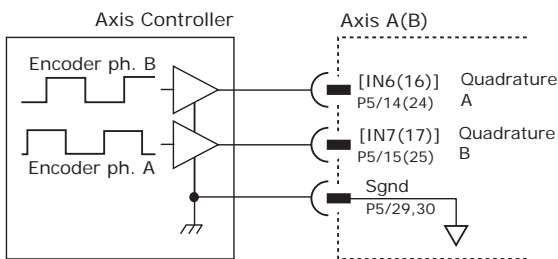 Axis Controller
Axis A(B)
Encoder ph. B
[IN6(16)] Quadrature
P5/14(24) A
[IN7(17)] Quadrature
P5/15(25) B
Encoder ph. A
Sgnd
P5/29,30